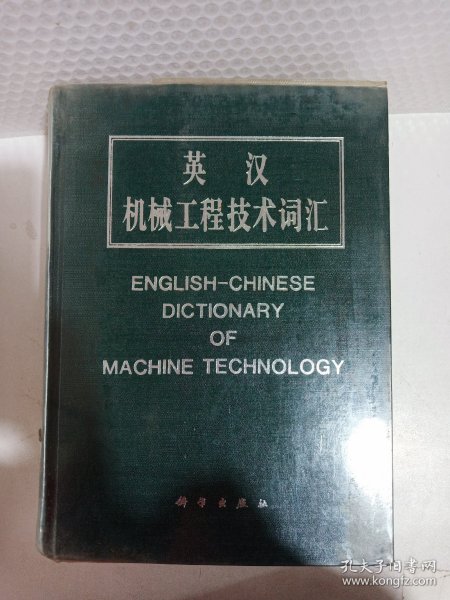 英 汉
机械工程技术词汇
ENGLISH-CHINESE
DICTIONARY
OF
MACHINE TECHNOLOGY
科学出版社
孔夫子旧书网
www.kongfz.com